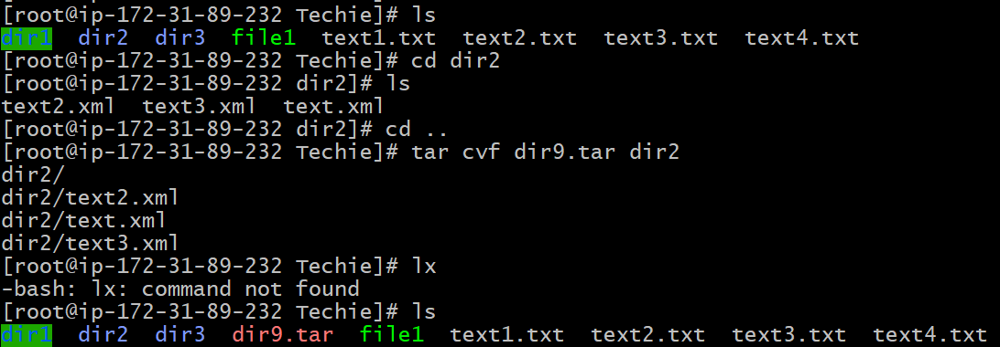 [root@ip-172-31-89-232 Techie]# ls
dir1  dir2  dir3  file1  text1.txt  text2.txt  text3.txt  text4.txt
[root@ip-172-31-89-232 Techie]# cd dir2
[root@ip-172-31-89-232 dir2]# ls
text2.xml  text3.xml  text.xml
[root@ip-172-31-89-232 dir2]# cd ..
[root@ip-172-31-89-232 Techie]# tar cvf dir9.tar dir2
dir2/
dir2/text2.xml
dir2/text.xml
dir2/text3.xml
[root@ip-172-31-89-232 Techie]# lx
-bash: lx: command not found
[root@ip-172-31-89-232 Techie]# ls
dir1  dir2  dir3  dir9.tar  file1  text1.txt  text2.txt  text3.txt  text4.txt